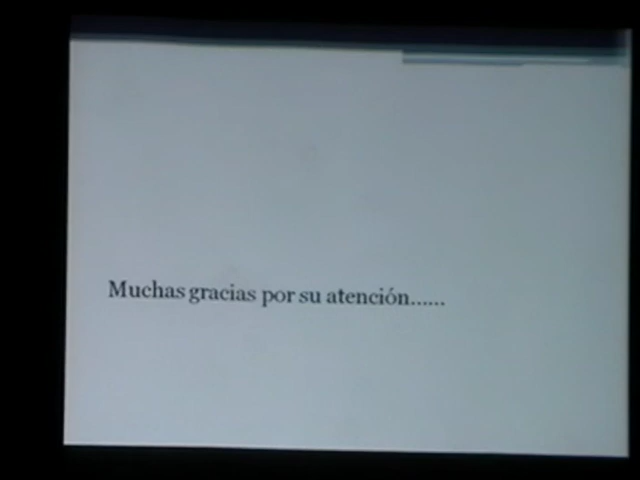 Muchas gracias por su atención......